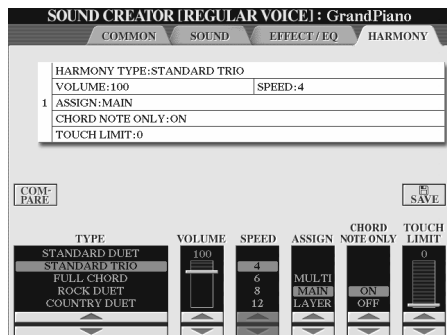 SOUND CREATOR [REGULAR VOICE] : GrandPiano
COMMON SOUND EFFECT / EQ HARMONY
HARMONY TYPE:STANDARD TRIO
VOLUME:100 SPEED:4
1 ASSIGN:MAIN
CHORD NOTE ONLY:ON
TOUCH LIMIT:0
COM-
PARE
SAVE
TYPE VOLUME SPEED ASSIGN CHORD NOTE ONLY TOUCH LIMIT
STANDARD DUET 100 0
STANDARD TRIO 4
FULL CHORD 6 MULTI
ROCK DUET 8 MAIN ON
COUNTRY DUET 12 LAYER OFF